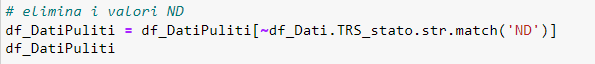 # elimina i valori ND
df_DatiPuliti = df_DatiPuliti[~df_Dati.TRS_stato.str.match('ND')]
df_DatiPuliti